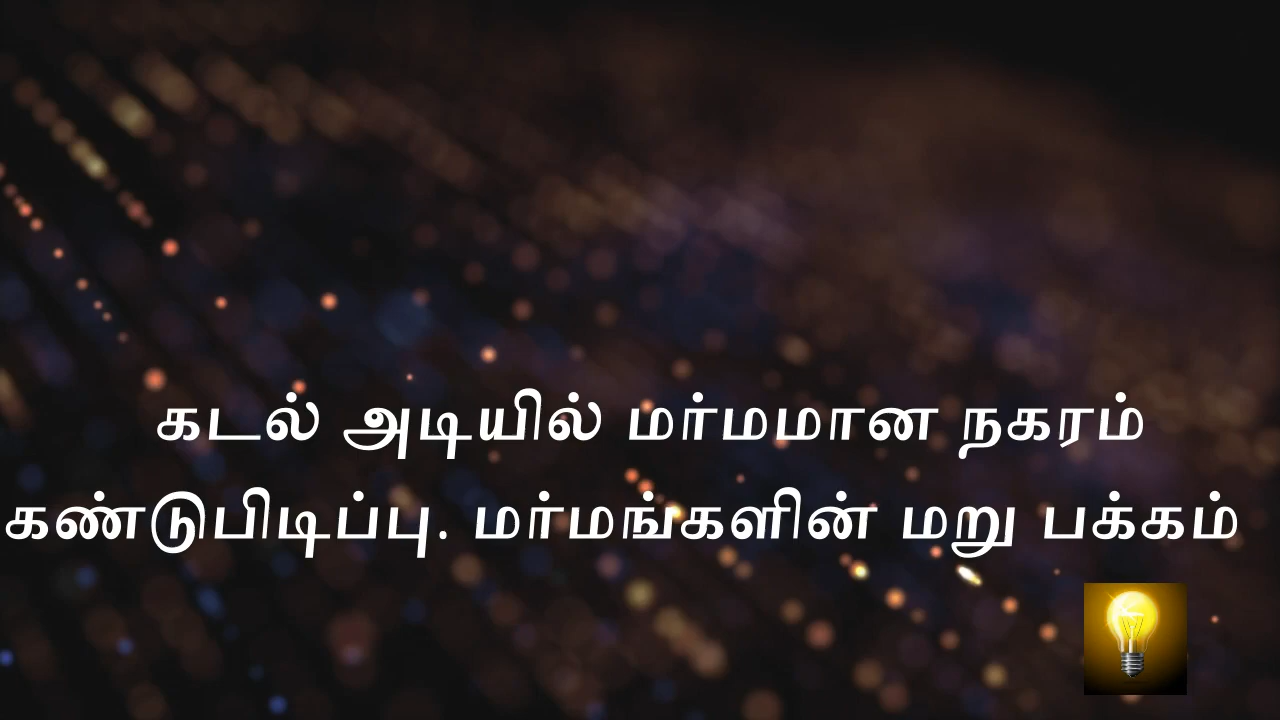 கடல் அடியில் மர்மமான நகரம்
கண்டுபிடிப்பு. மர்மங்களின் மறு பக்கம்